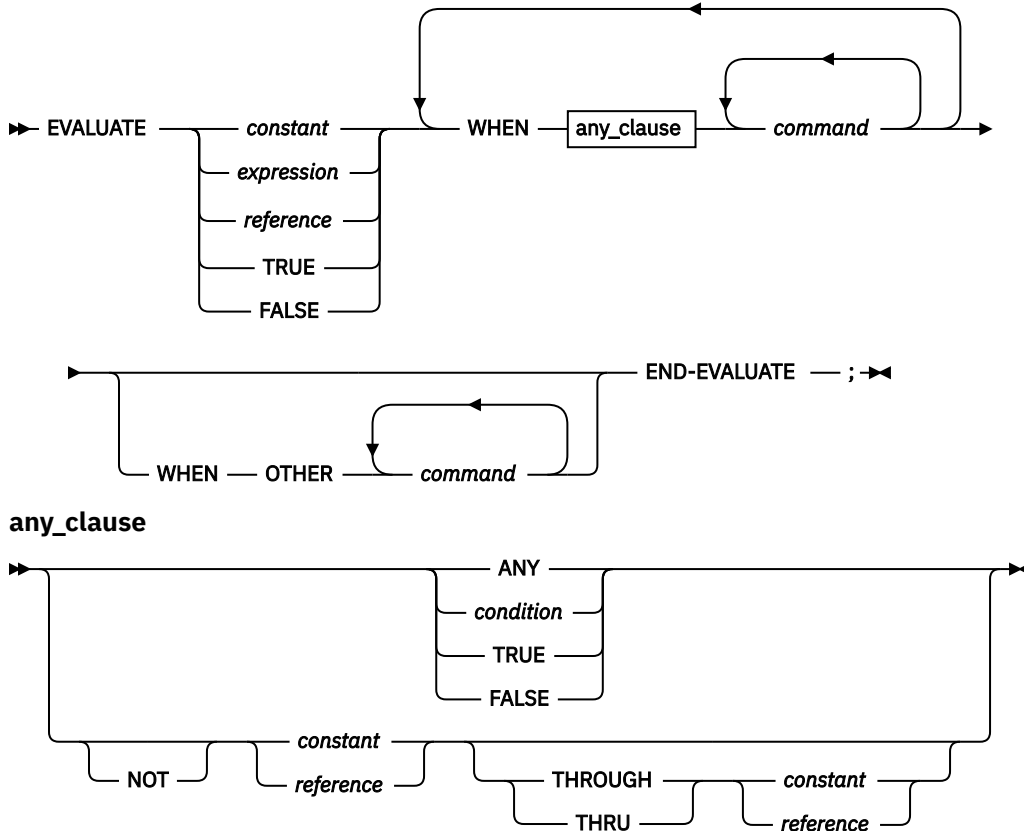 EVALUATE constant WHEN any_clause command
expression
reference
TRUE
FALSE
END-EVALUATE ;
WHEN OTHER command
any_clause
ANY
condition
TRUE
FALSE
constant
NOT THROUGH constant
reference
THRU reference